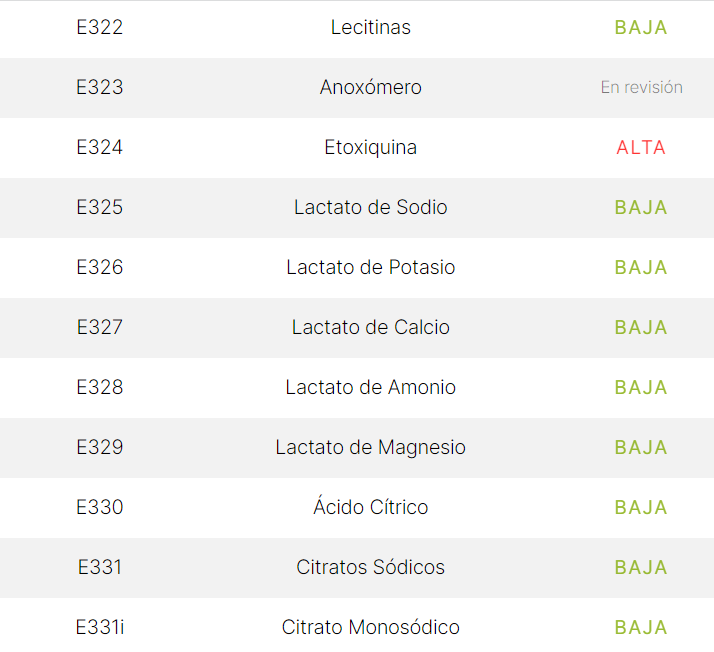 E322 Lecitinas BAJA
E323 Anoxómero En revisión
E324 Etoxiquina ALTA
E325 Lactato de Sodio BAJA
E326 Lactato de Potasio BAJA
E327 Lactato de Calcio BAJA
E328 Lactato de Amonio BAJA
E329 Lactato de Magnesio BAJA
E330 Ácido Cítrico BAJA
E331 Citratos Sódicos BAJA
E331i Citrato Monosódico BAJA